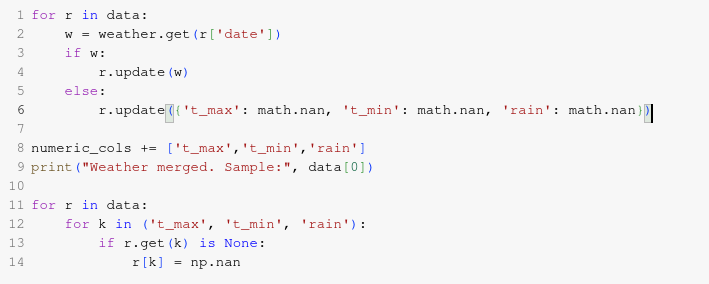 1 for r in data:
2     w = weather.get(r['date'])
3     if w:
4         r.update(w)
5     else:
6         r.update({'t_max': math.nan, 't_min': math.nan, 'rain': math.nan})
7
8 numeric_cols += ['t_max','t_min','rain']
9 print("Weather merged. Sample:", data[0])
10
11 for r in data:
12     for k in ('t_max', 't_min', 'rain'):
13         if r.get(k) is None:
14             r[k] = np.nan